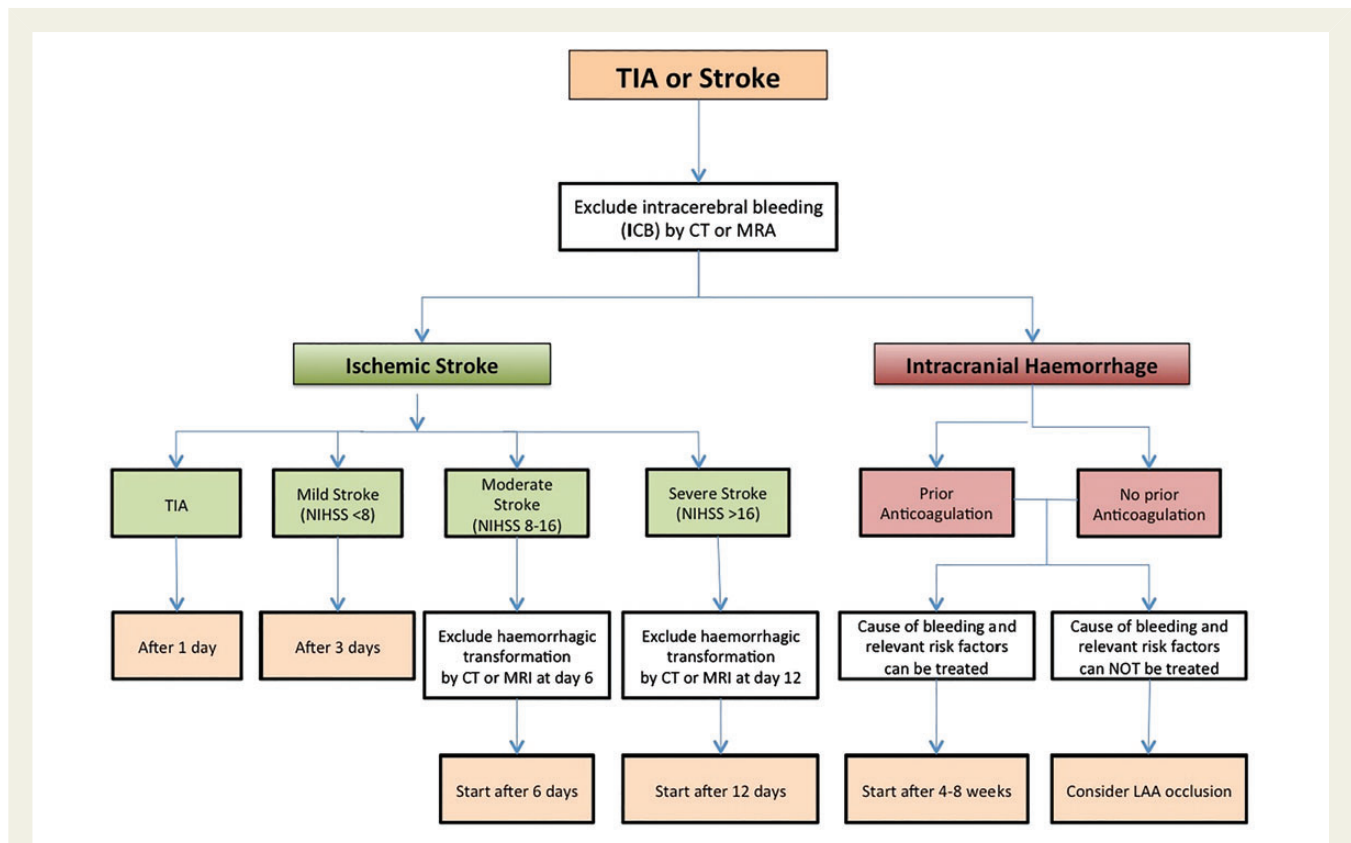 TIA or Stroke
Exclude intracerebral bleeding
(ICB) by CT or MRA
Ischemic Stroke
Intracranial Haemorrhage
TIA
Mild Stroke
(NIHSS <8)
Moderate
Stroke
(NIHSS 8-16)
Severe Stroke
(NIHSS >16)
Prior
Anticoagulation
No prior
Anticoagulation
After 1 day
After 3 days
Exclude haemorrhagic
transformation
by CT or MRI at day 6
Exclude haemorrhagic
transformation
by CT or MRI at day 12
Cause of bleeding and
relevant risk factors
can be treated
Cause of bleeding and
relevant risk factors
can NOT be treated
Start after 6 days
Start after 12 days
Start after 4-8 weeks
Consider LAA occlusion